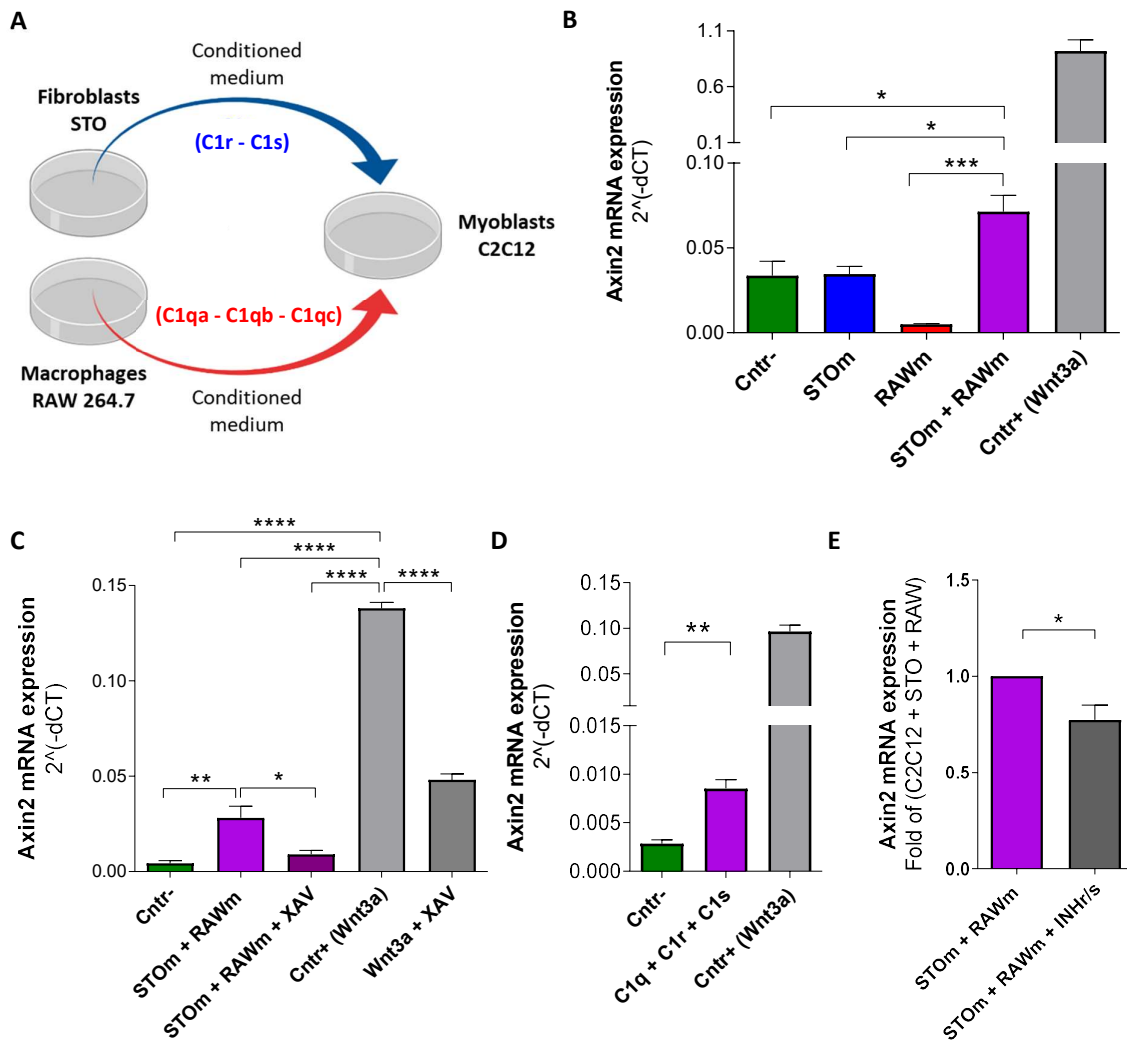 A
Conditioned
medium
Fibroblasts
STO
(C1r - C1s)
Myoblasts
C2C12
(C1qa - C1qb - C1qc)
Macrophages
RAW 264.7
Conditioned
medium
B
Axin2 mRNA expression
2^(-dCT)
1.1
0.6
0.1
0.10
0.05
0.00
*
*
***
Cntr-
STOm
RAWm
STOm + RAWm
Cntr+ (Wnt3a)
C
Axin2 mRNA expression
2^(-dCT)
0.15
0.10
0.05
0.00
****
****
****
****
**
*
Cntr-
STOm + RAWm
STOm + RAWm + XAV
Cntr+ (Wnt3a)
Wnt3a + XAV
D
Axin2 mRNA expression
2^(-dCT)
0.15
0.10
0.05
0.015
0.010
0.005
0.000
**
Cntr-
C1q + C1r + C1s
Cntr+ (Wnt3a)
E
Axin2 mRNA expression
Fold of (C2C12 + STO + RAW)
1.5
1.0
0.5
0.0
*
STOm + RAWm
STOm + RAWm + INHr/s